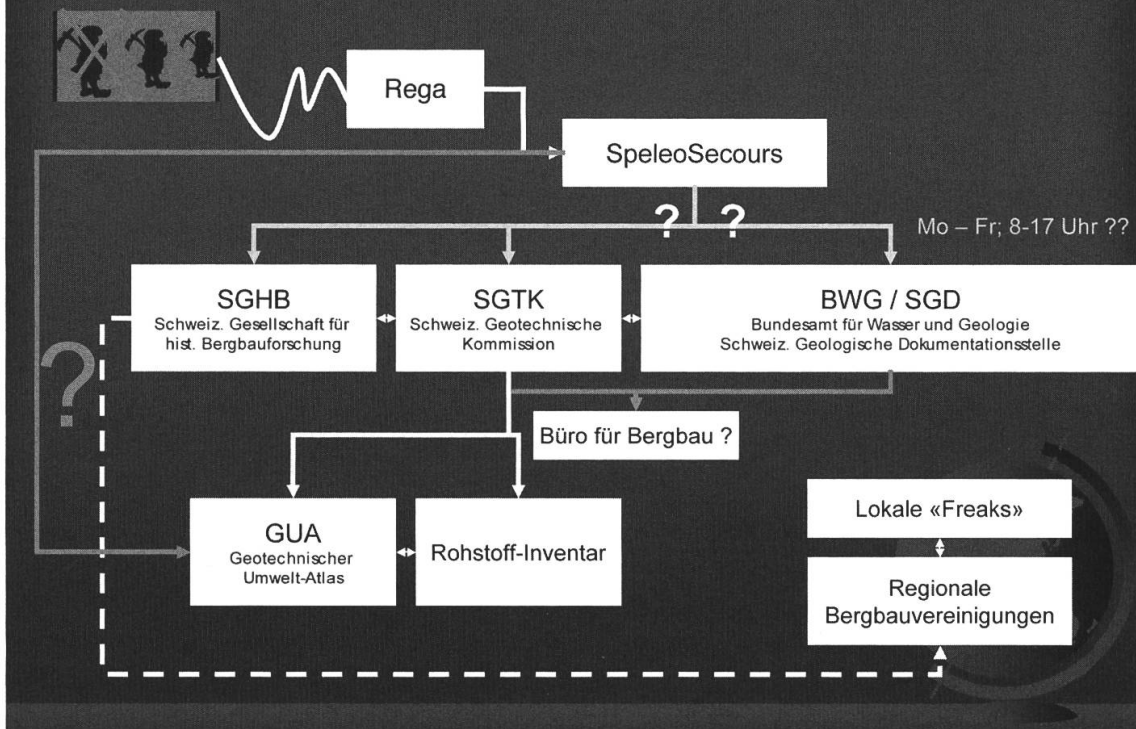 Rega
SpeleoSecours
? ?
Mo – Fr; 8-17 Uhr ??
SGHB
Schweiz. Gesellschaft für
hist. Bergbauforschung
SGTK
Schweiz. Geotechnische
Kommission
BWG / SGD
Bundesamt für Wasser und Geologie
Schweiz. Geologische Dokumentationsstelle
?
Büro für Bergbau ?
GUA
Geotechnischer
Umwelt-Atlas
Rohstoff-Inventar
Lokale «Freaks»
Regionale
Bergbauvereinigungen